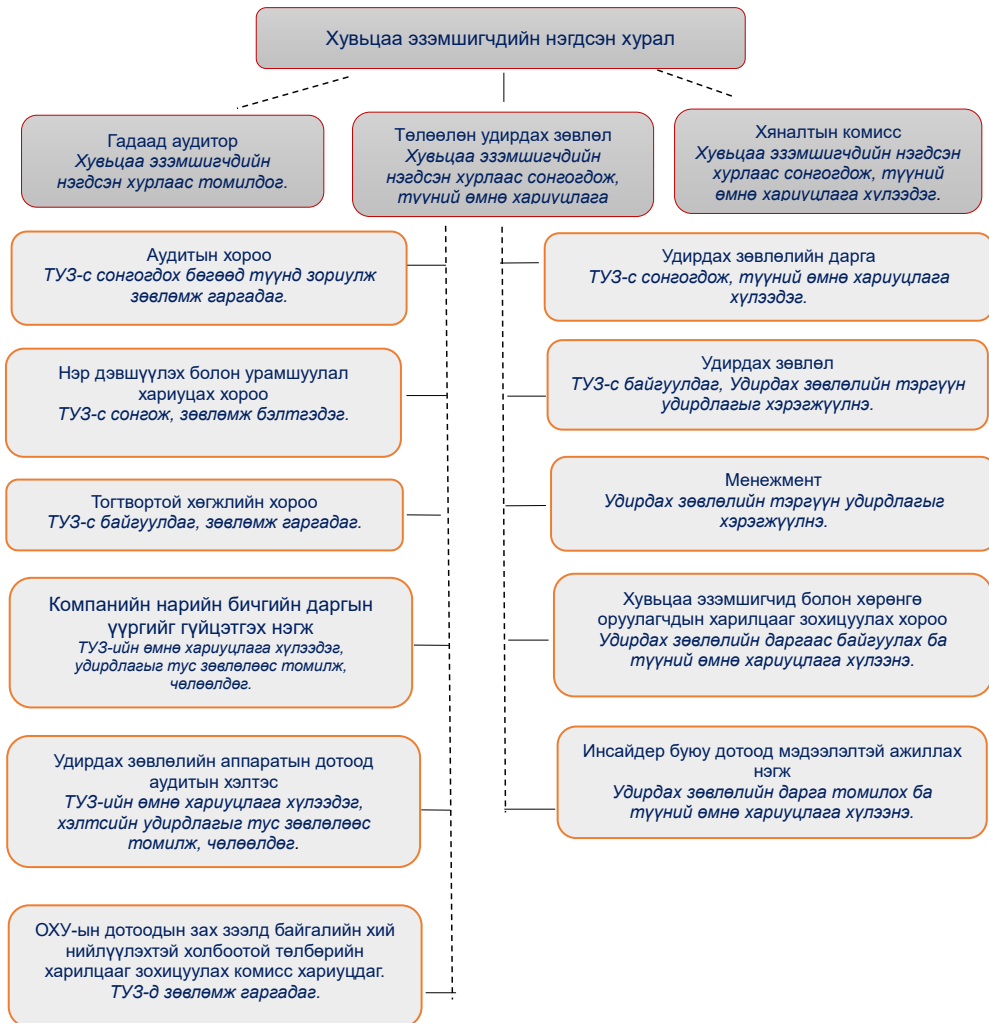 Хувьцаа эзэмшигчдийн нэгдсэн хурал
Гадаад аудитор
Хувьцаа эзэмшигчдийн
нэгдсэн хурлаас томилдог.
Төлөөлөн удирдах зөвлөл
Хувьцаа эзэмшигчдийн
нэгдсэн хурлаас сонгогдож,
түүний өмнө хариуцлага
Хяналтын комисс
Хувьцаа эзэмшигчдийн нэгдсэн
хурлаас сонгогдож, түүний
өмнө хариуцлага хүлээдэг.
Аудитын хороо
ТУЗ-с сонгогдох бөгөөд түүнд зориулж
зөвлөмж гаргадаг.
Нэр дэвшүүлэх болон урамшуулал
хариуцах хороо
ТУЗ-с сонгож, зөвлөмж бэлтгэдэг.
Тогтвортой хөгжлийн хороо
ТУЗ-с байгуулдаг, зөвлөмж гаргадаг.
Компанийн нарийн бичгийн даргын
үүргийг гүйцэтгэх нэгж
ТУЗ-ийн өмнө хариуцлага хүлээдэг,
удирдлагыг тус зөвлөлөөс томилж,
чөлөөлдөг.
Удирдах зөвлөлийн аппаратын дотоод
аудитын хэлтэс
ТУЗ-ийн өмнө хариуцлага хүлээдэг,
хэлтсийн удирдлагыг тус зөвлөлөөс
томилж, чөлөөлдөг.
ОХУ-ын дотоодын зах зээлд байгалийн хий
нийлүүлэхтэй холбоотой төлбөрийн
харилцааг зохицуулах комисс хариуцдаг.
ТУЗ-д зөвлөмж гаргадаг.
Удирдах зөвлөлийн дарга
ТУЗ-с сонгогдож, түүний өмнө хариуцлага
хүлээдэг.
Удирдах зөвлөл
ТУЗ-с байгуулдаг, Удирдах зөвлөлийн тэргүүн
удирдлагыг хэрэгжүүлнэ.
Менежмент
Удирдах зөвлөлийн тэргүүн удирдлагыг
хэрэгжүүлнэ.
Хувьцаа эзэмшигчид болон хөрөнгө
оруулагчдын харилцааг зохицуулах хороо
Удирдах зөвлөлийн даргаас байгуулах ба
түүний өмнө хариуцлага хүлээнэ.
Инсайдер буюу дотоод мэдээлэлтэй ажиллах
нэгж
Удирдах зөвлөлийн дарга томилох ба
түүний өмнө хариуцлага хүлээнэ.